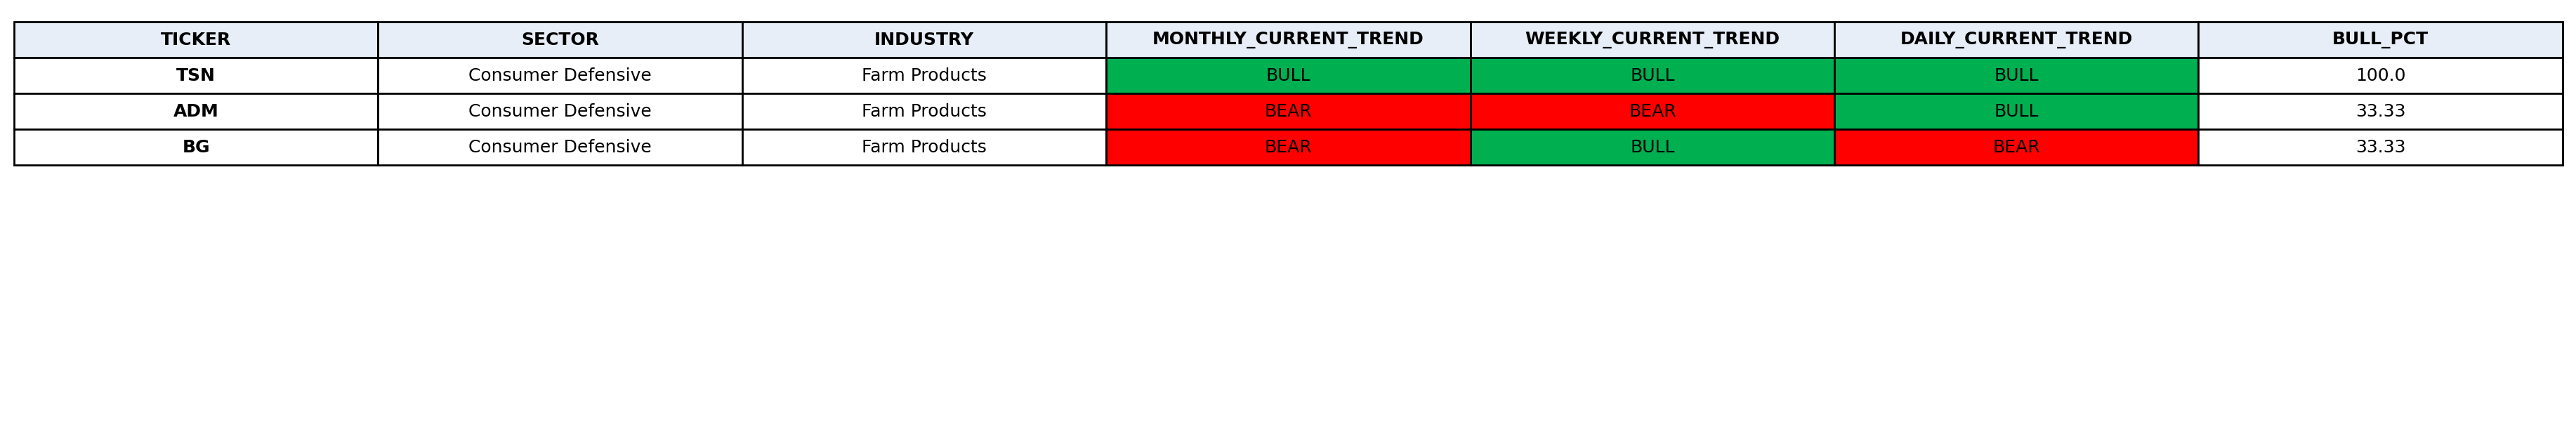 TICKER SECTOR INDUSTRY MONTHLY_CURRENT_TREND WEEKLY_CURRENT_TREND DAILY_CURRENT_TREND BULL_PCT
TSN Consumer Defensive Farm Products BULL BULL BULL 100.0
ADM Consumer Defensive Farm Products BEAR BEAR BULL 33.33
BG Consumer Defensive Farm Products BEAR BULL BEAR 33.33